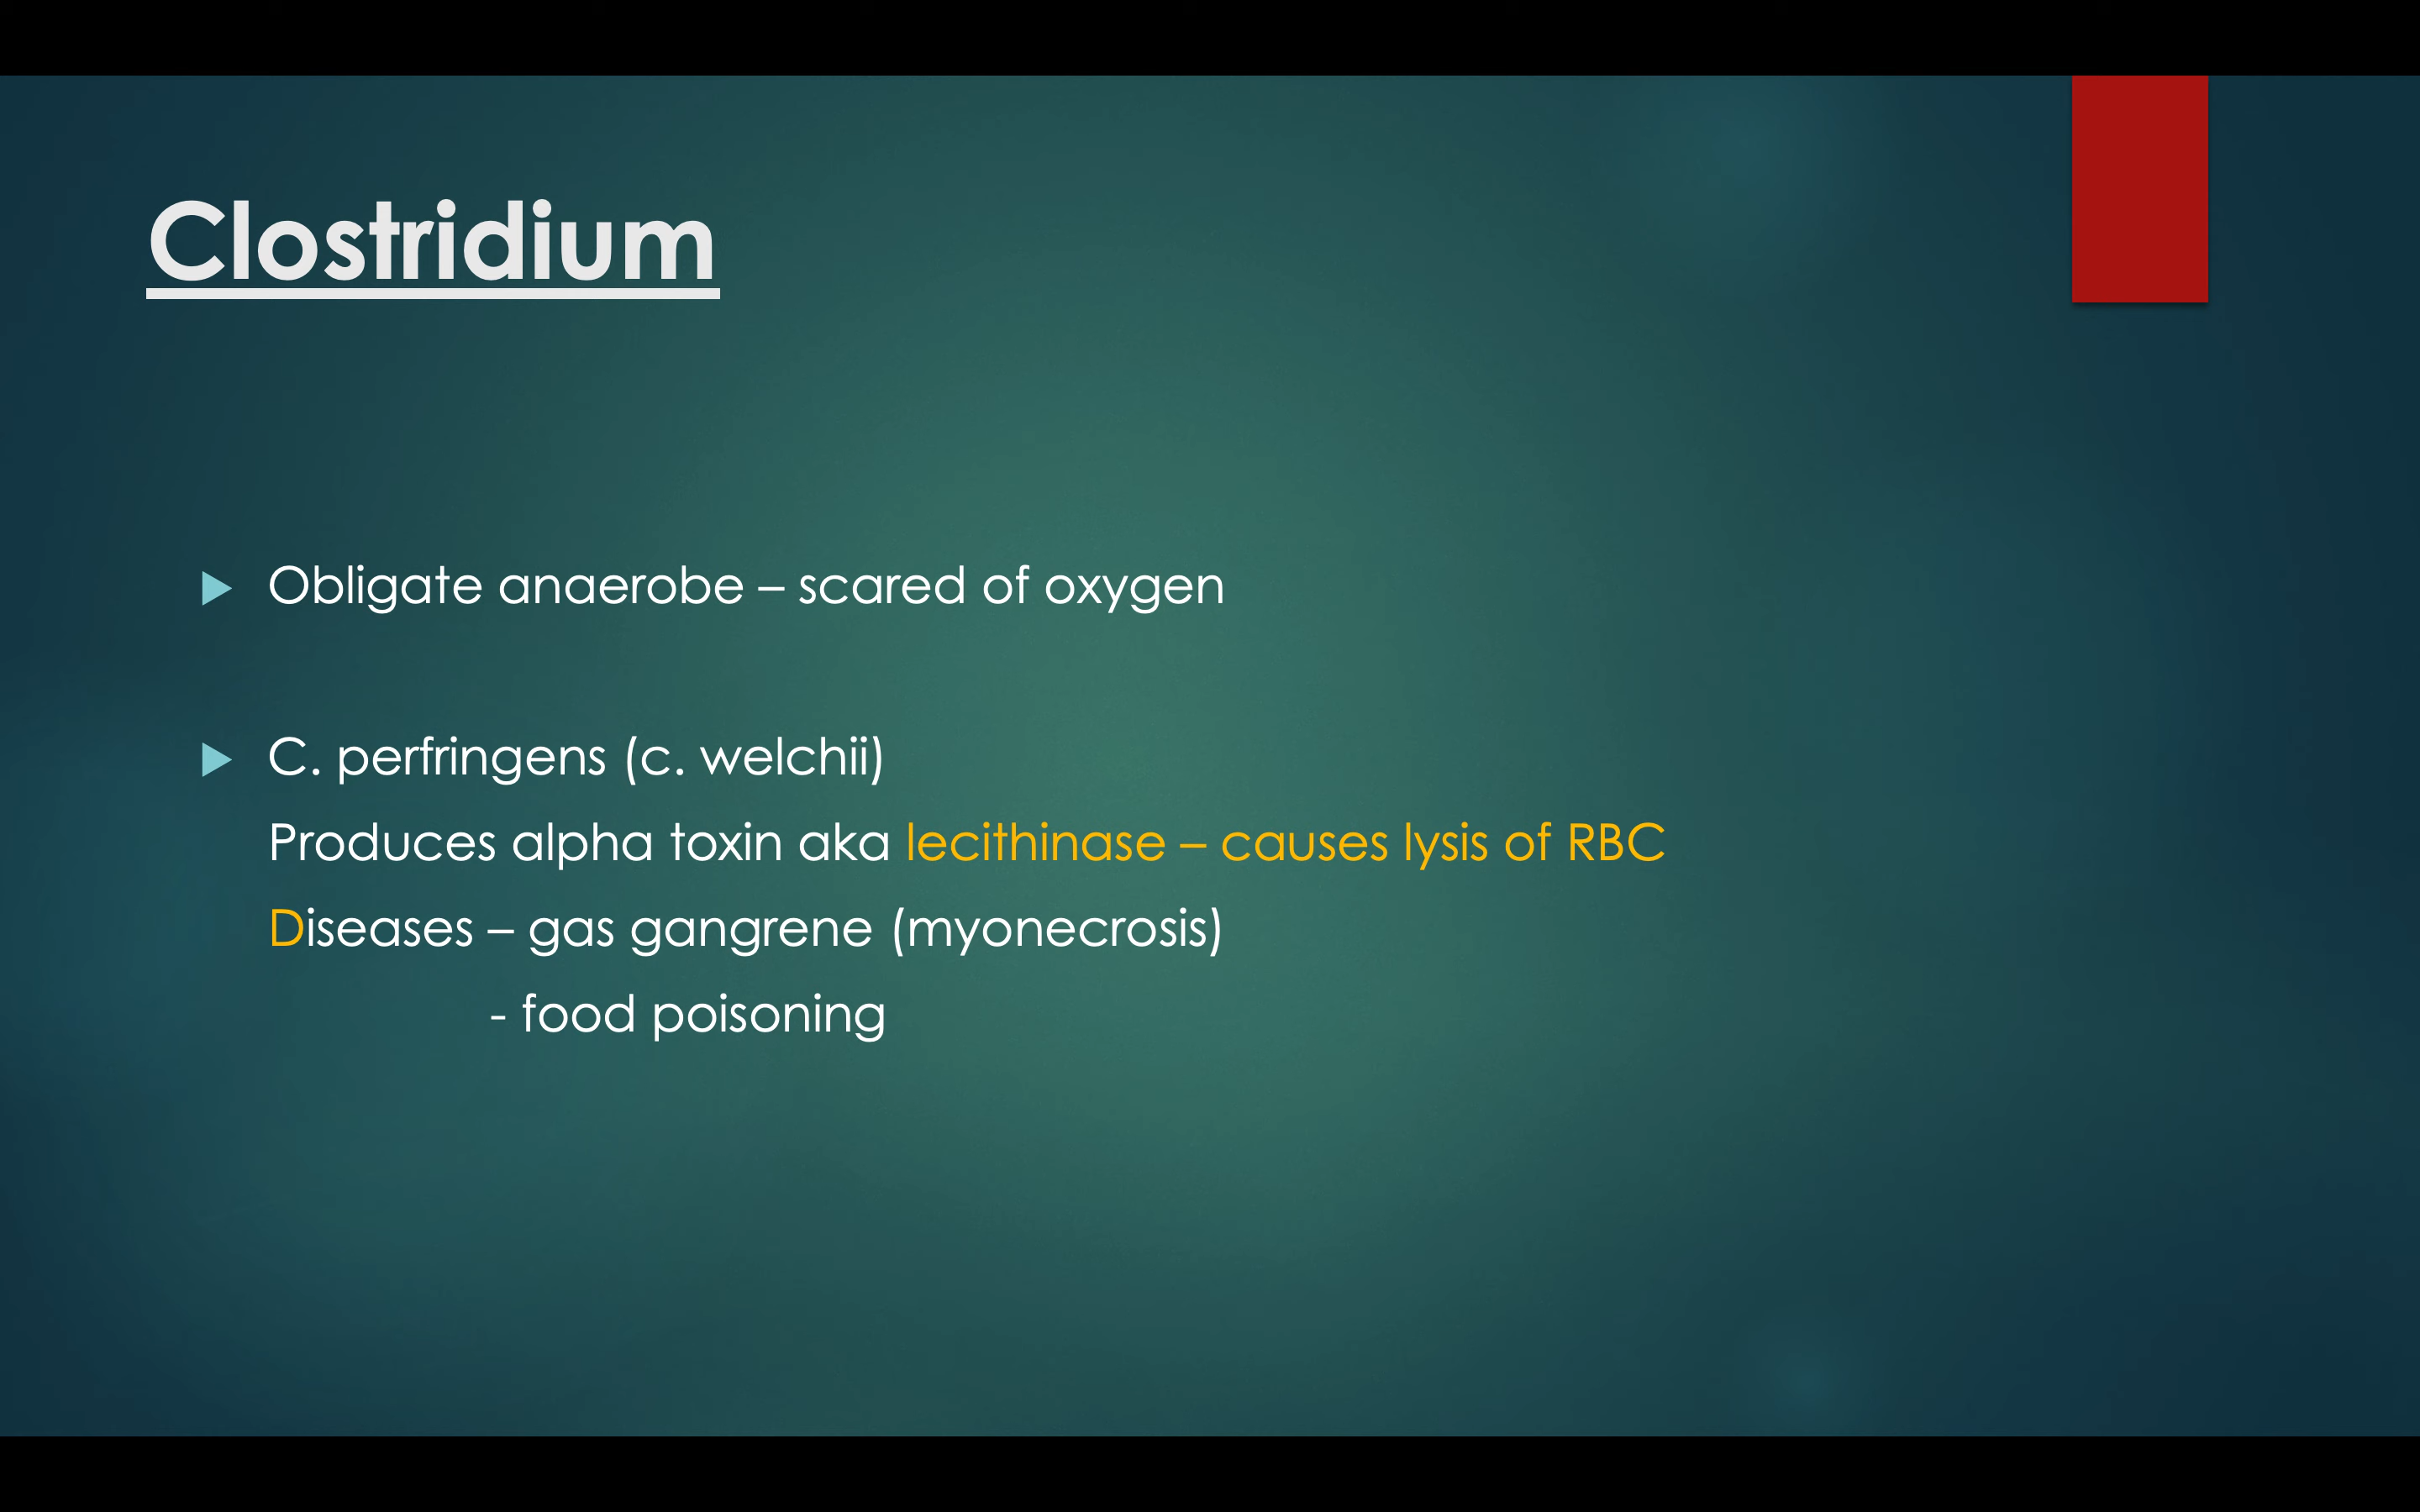 Clostridium
Obligate anaerobe – scared of oxygen
C. perfringens (c. welchii)
Produces alpha toxin aka lecithinase – causes lysis of RBC
Diseases – gas gangrene (myonecrosis)
- food poisoning